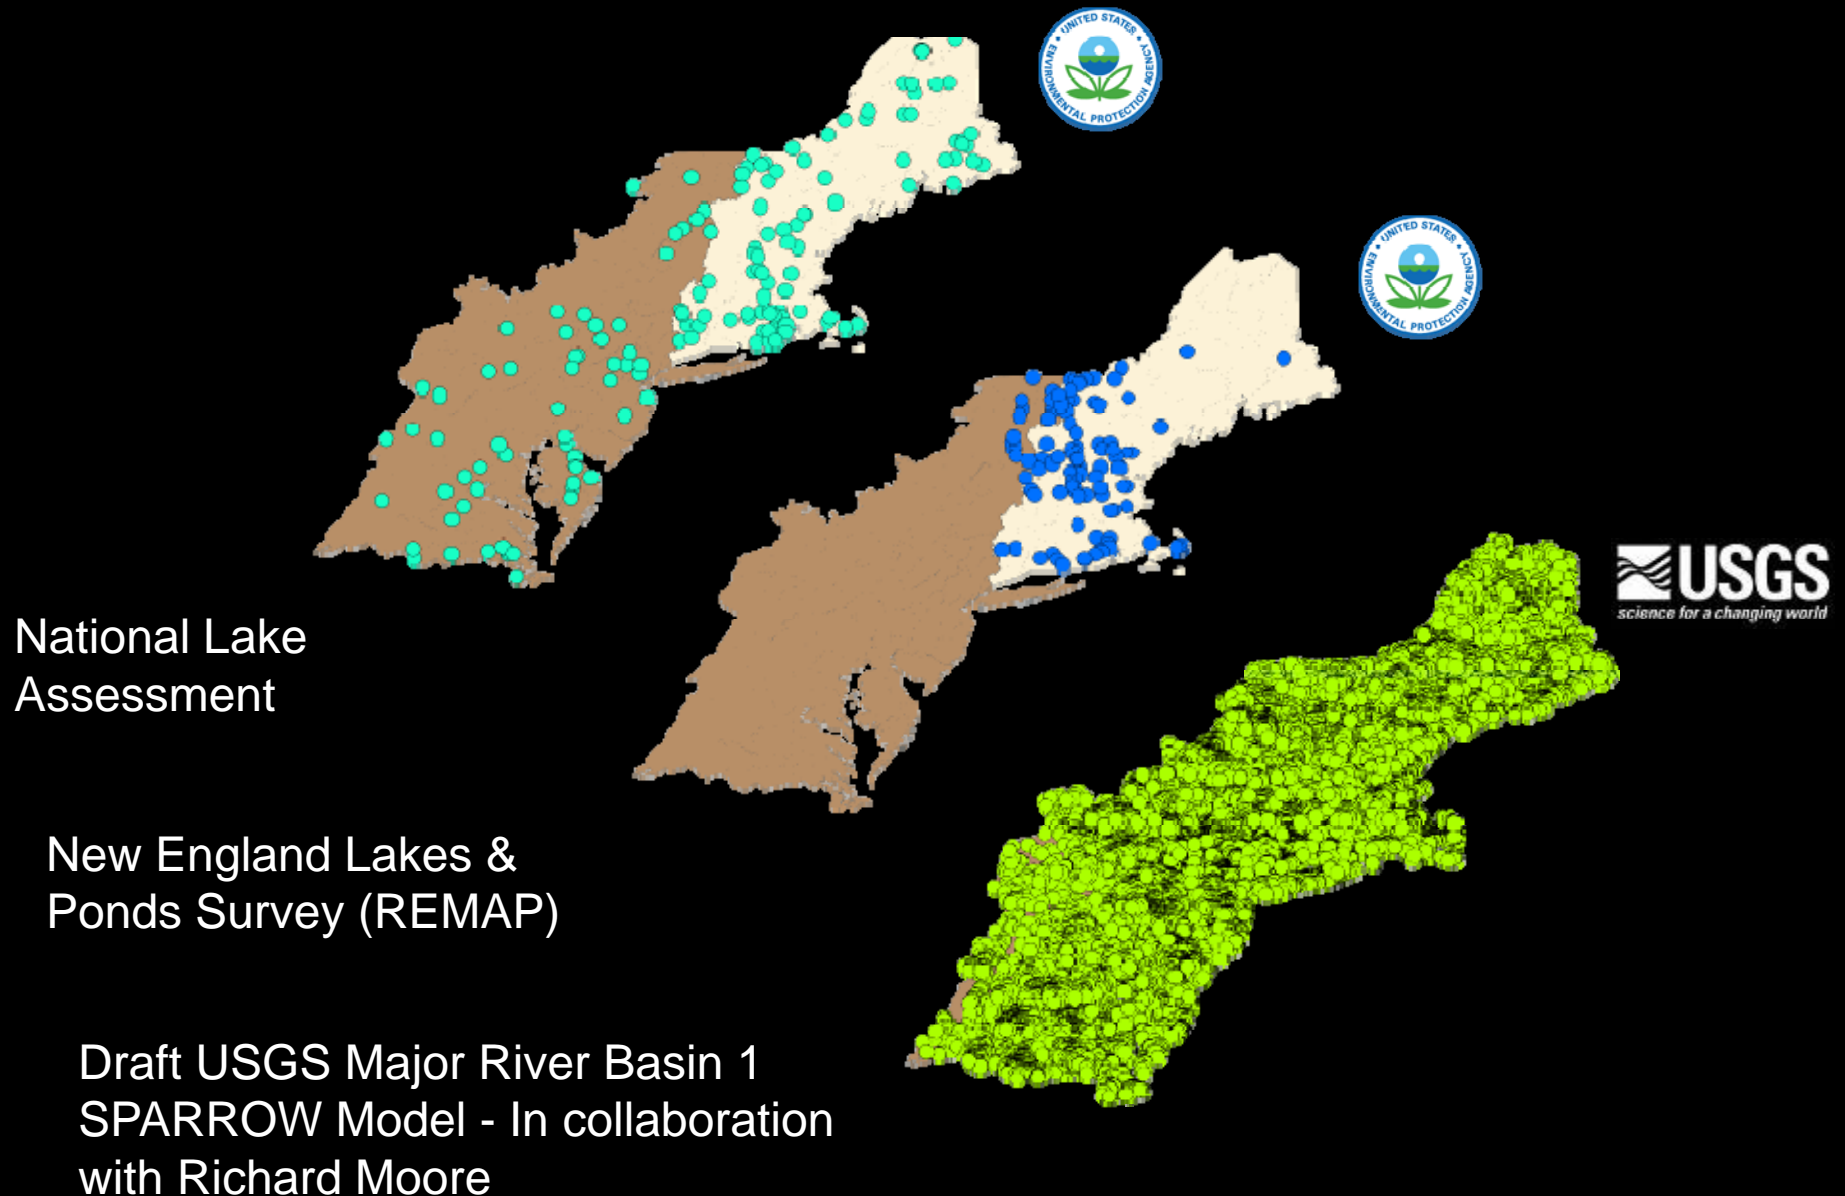 UNITED STATES
ENVIRONMENTAL PROTECTION AGENCY
UNITED STATES
ENVIRONMENTAL PROTECTION AGENCY
USGS
science for a changing world
National Lake
Assessment
New England Lakes &
Ponds Survey (REMAP)
Draft USGS Major River Basin 1
SPARROW Model - In collaboration
with Richard Moore